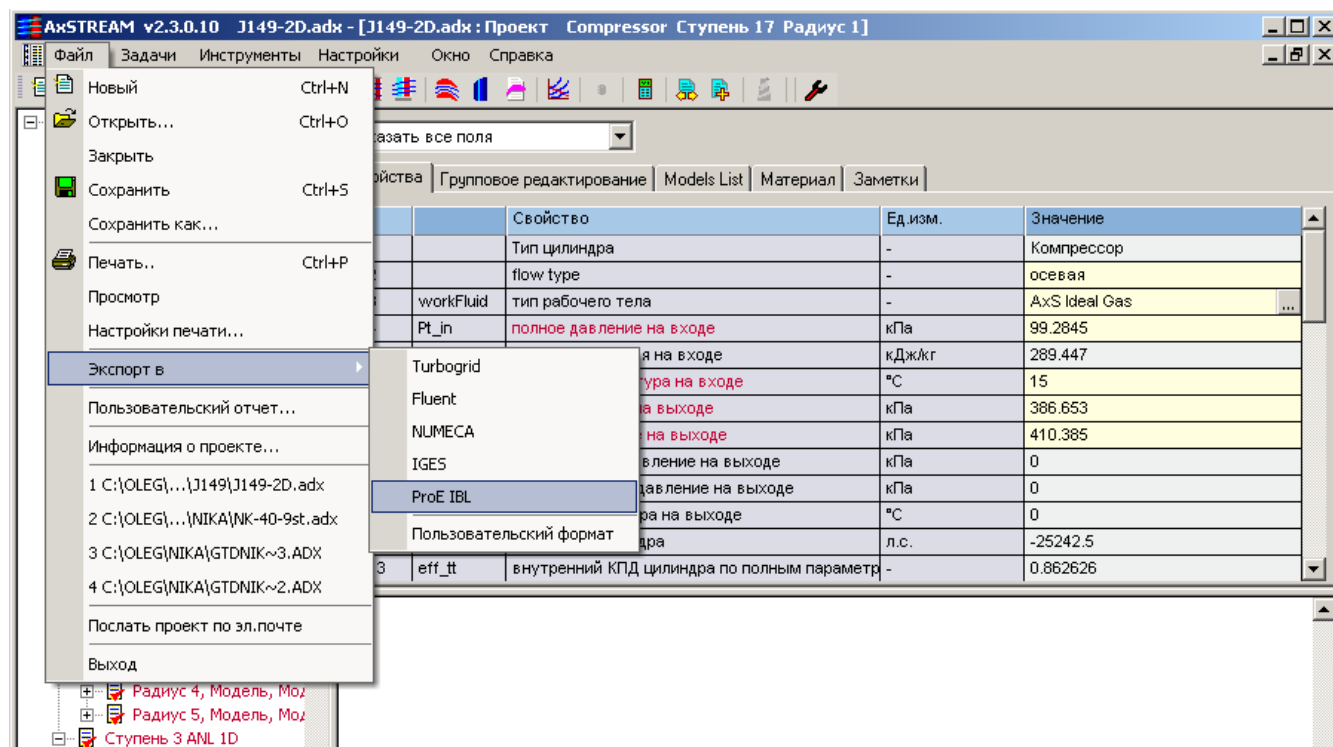 AxSTREAM v2.3.0.10 J149-2D.adx - [J149-2D.adx : Проект Compressor Ступень 17 Радиус 1]
Файл Задачи Инструменты Настройки Окно Справка
Новый Ctrl+N
Открыть... Ctrl+O
Закрыть
Сохранить Ctrl+S
Сохранить как...
Печать.. Ctrl+P
Просмотр
Настройки печати...
Экспорт в
Пользовательский отчет...
Информация о проекте...
1 C:\OLEG\...\J149\J149-2D.adx
2 C:\OLEG\...\NIKA\NK-40-9st.adx
3 C:\OLEG\NIKA\GTDNIK~3.ADX
4 C:\OLEG\NIKA\GTDNIK~2.ADX
Послать проект по эл.почте
Выход
Turbogrid
Fluent
NUMECA
IGES
ProE IBL
Пользовательский формат
азать все поля
йства Групповое редактирование Models List Материал Заметки
Свойство Ед.изм. Значение
Тип цилиндра - Компрессор
flow type - осевая
workFluid тип рабочего тела - AxS Ideal Gas ...
Pt_in полное давление на входе кПа 99.2845
я на входе кДж/кг 289.447
тура на входе °C 15
а выходе кПа 386.653
на выходе кПа 410.385
вление на выходе кПа 0
давление на выходе кПа 0
ра на выходе °C 0
дра л.с. -25242.5
3 eff_tt внутренний КПД цилиндра по полным параметр - 0.862626
Радиус 4, Модель, Мод
Радиус 5, Модель, Мод
Ступень 3 ANL 1D